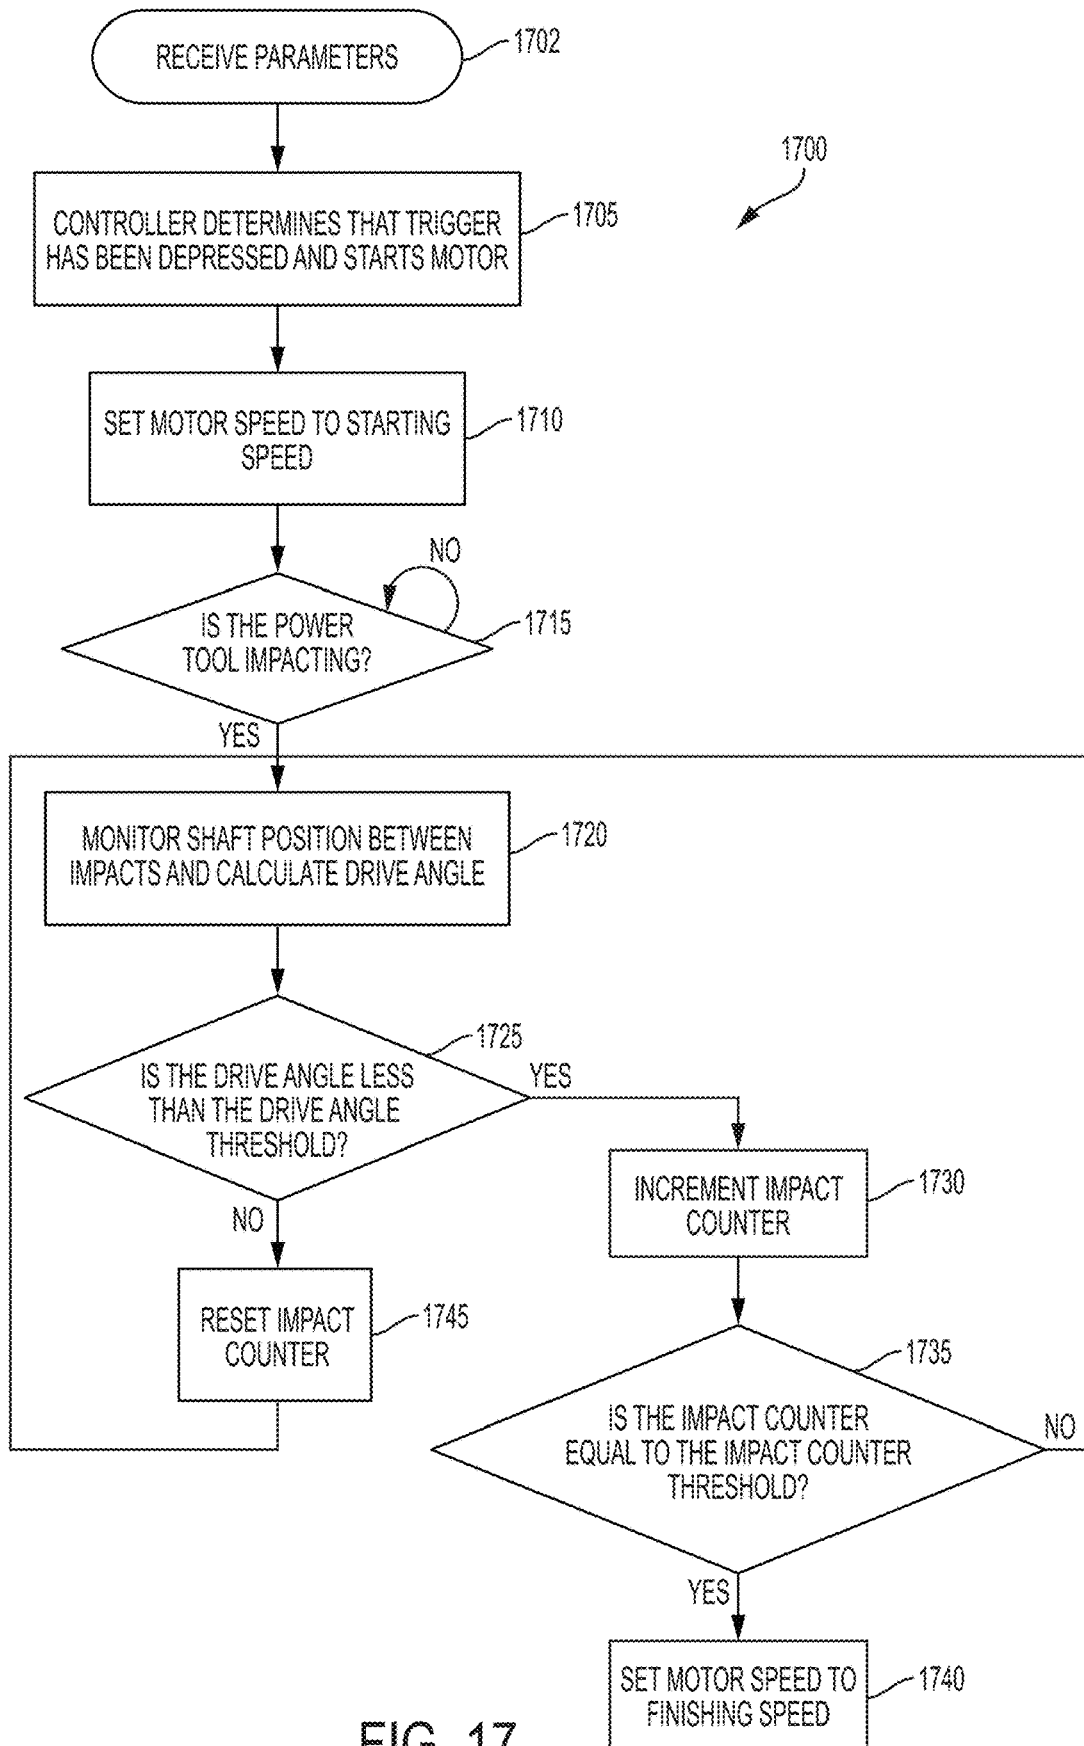 RECEIVE PARAMETERS
1702
1700
CONTROLLER DETERMINES THAT TRIGGER
HAS BEEN DEPRESSED AND STARTS MOTOR
1705
SET MOTOR SPEED TO STARTING
SPEED
1710
NO
IS THE POWER
TOOL IMPACTING?
1715
YES
MONITOR SHAFT POSITION BETWEEN
IMPACTS AND CALCULATE DRIVE ANGLE
1720
IS THE DRIVE ANGLE LESS
THAN THE DRIVE ANGLE
THRESHOLD?
1725
YES
NO
INCREMENT IMPACT
COUNTER
1730
RESET IMPACT
COUNTER
1745
IS THE IMPACT COUNTER
EQUAL TO THE IMPACT COUNTER
THRESHOLD?
1735
NO
YES
SET MOTOR SPEED TO
FINISHING SPEED
1740
FIG. 17